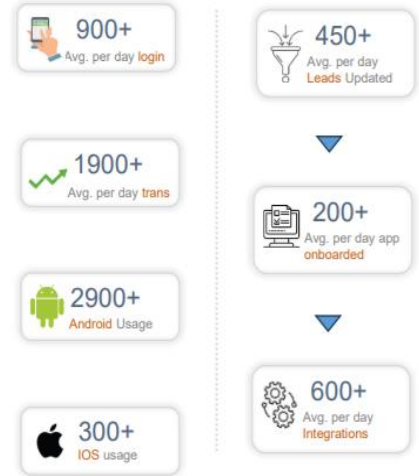 900+
Avg. per day login
1900+
Avg. per day trans
2900+
Android Usage
300+
IOS usage
450+
Avg. per day
Leads Updated
200+
Avg. per day app
onboarded
600+
Avg. per day
Integrations